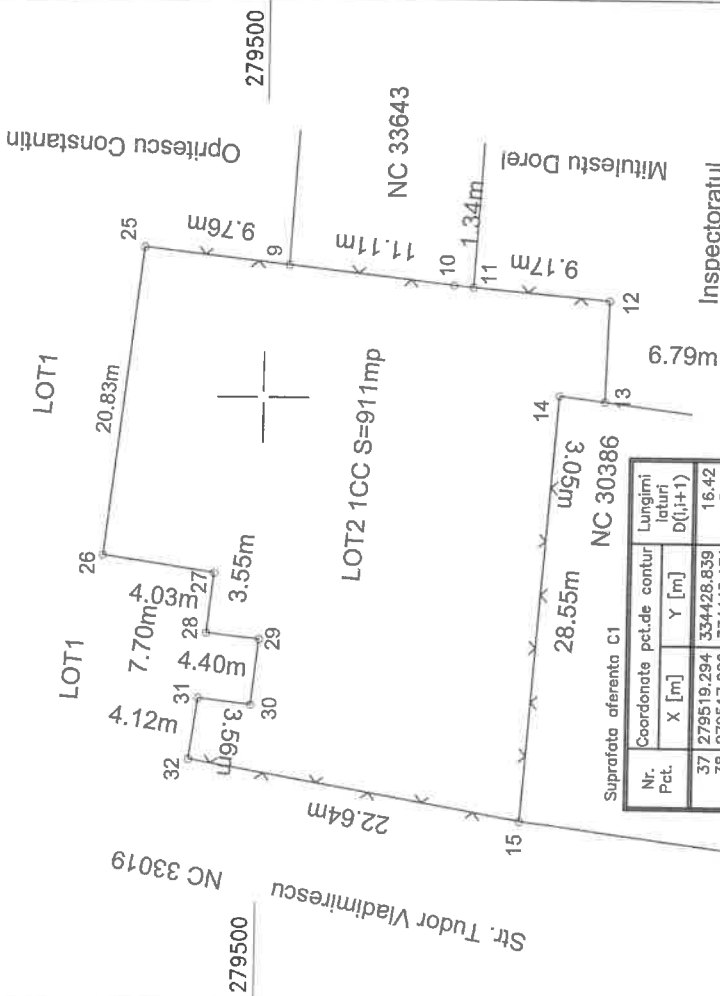 279500
Opritescu Constantin
NC 33643
Mitulestu Dorel
Inspectoratul
LOT1
25
20.83m
9.76m
9
11.11m
10
11
1.34m
9.17m
12
6.79m
13
14
26
LOT1
27
3.55m
4.03m
28
7.70m
29
4.40m
31
30
4.12m
3.56m
32
LOT2 1CC S=911mp
3.05m
NC 30386
28.55m
22.64m
15
NC 33019
Str. Tudor Vladimirescu
279500
Suprafata aferenta C1
Nr. Pct.
Coordonate pct.de contur
X [m]
Y [m]
Lungimi laturi D(i,i+1)
37 279519.294 334428.839 16.42